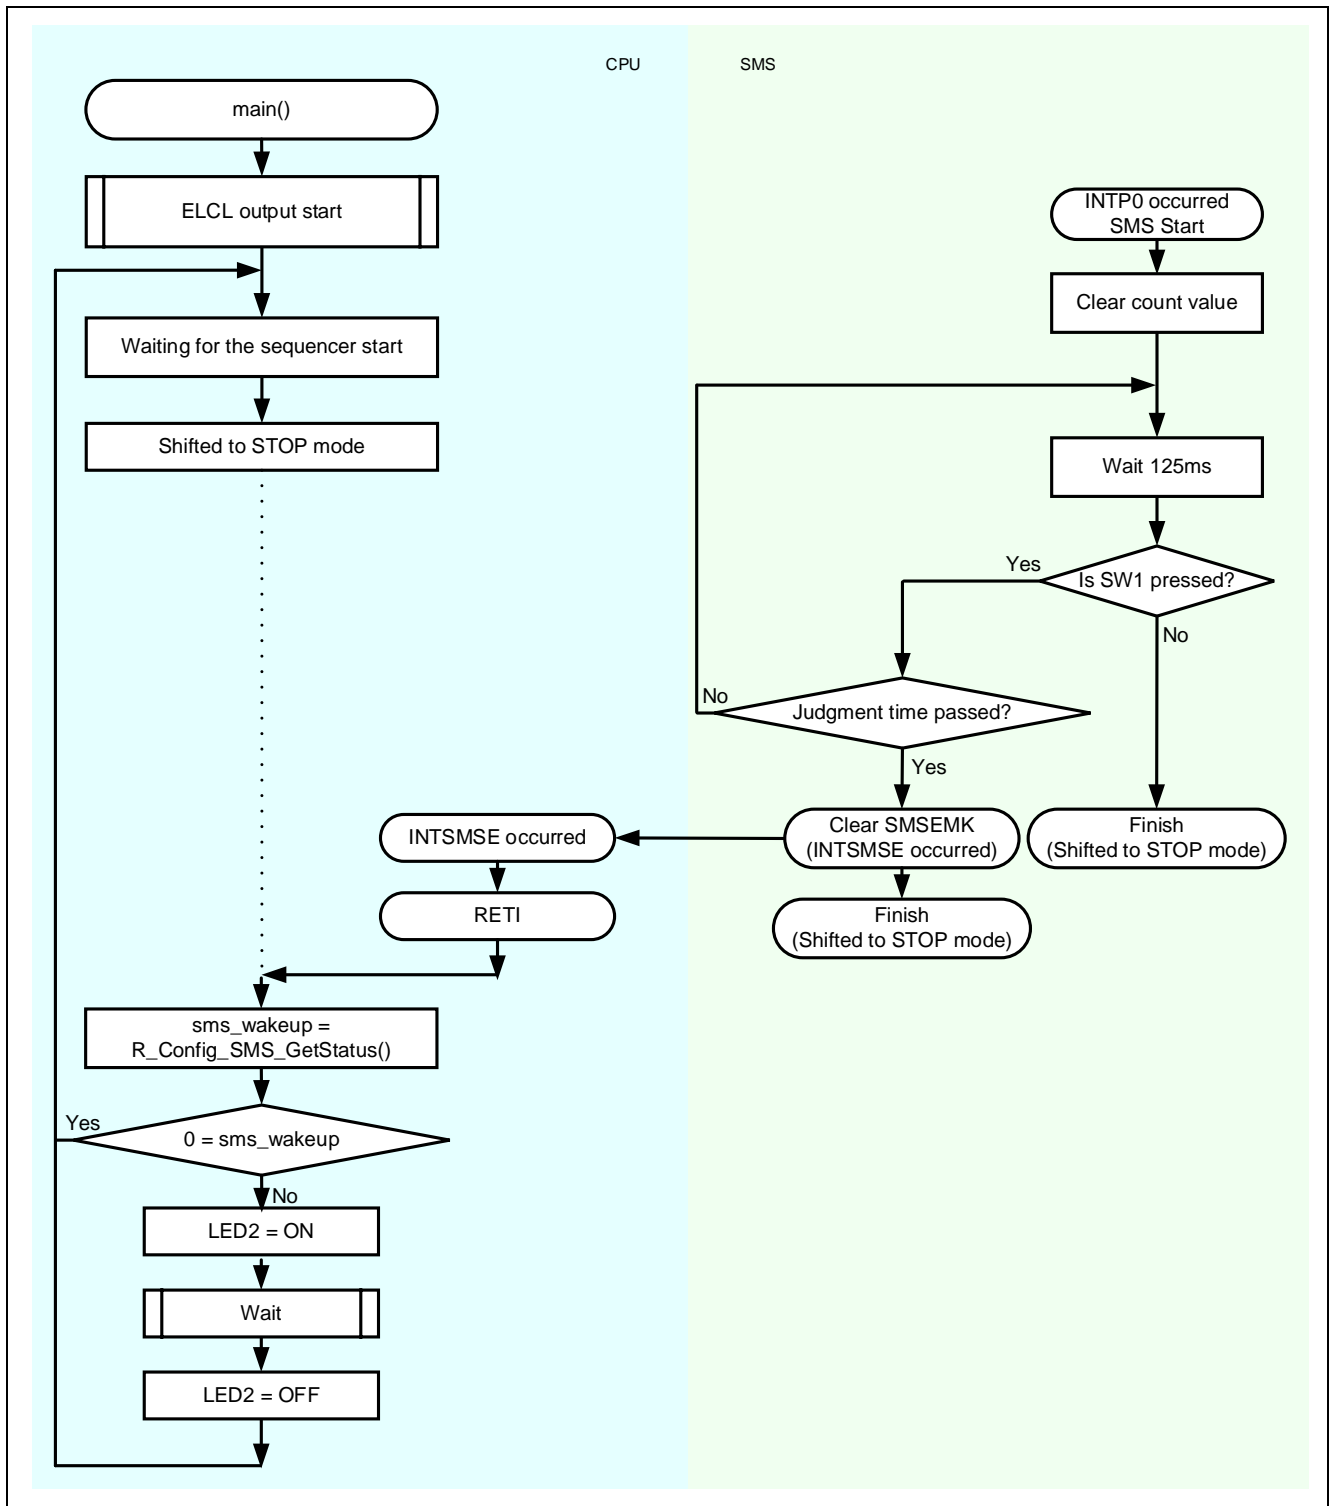 CPU
SMS
main()
ELCL output start
Waiting for the sequencer start
Shifted to STOP mode
INTP0 occurred
SMS Start
Clear count value
Wait 125ms
Is SW1 pressed?
Yes
No
Judgment time passed?
No
Yes
Clear SMSEMK
(INTSMSE occurred)
Finish
(Shifted to STOP mode)
Finish
(Shifted to STOP mode)
INTSMSE occurred
RETI
sms_wakeup =
R_Config_SMS_GetStatus()
0 = sms_wakeup
Yes
No
LED2 = ON
Wait
LED2 = OFF